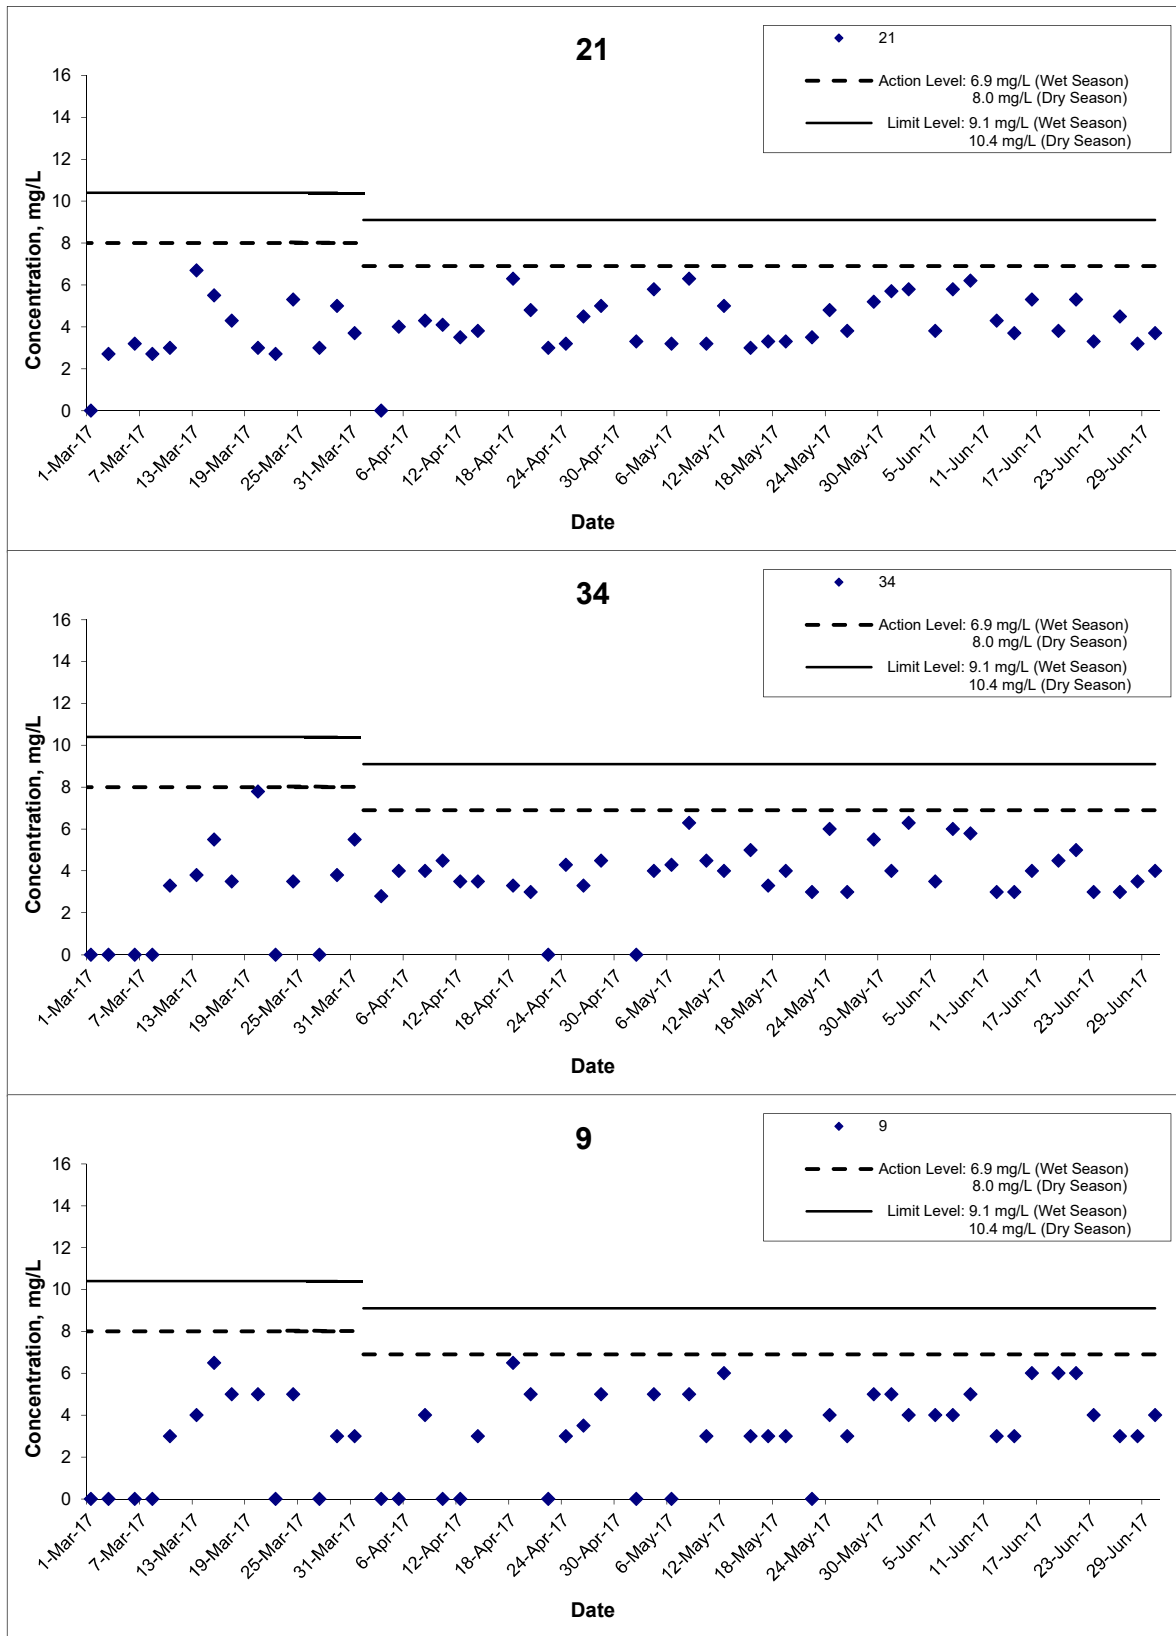 21
21
Action Level: 6.9 mg/L (Wet Season)
8.0 mg/L (Dry Season)
Limit Level: 9.1 mg/L (Wet Season)
10.4 mg/L (Dry Season)
Concentration, mg/L
16
14
12
10
8
6
4
2
0
1-Mar-17
7-Mar-17
13-Mar-17
19-Mar-17
25-Mar-17
31-Mar-17
6-Apr-17
12-Apr-17
18-Apr-17
24-Apr-17
30-Apr-17
6-May-17
12-May-17
18-May-17
24-May-17
30-May-17
5-Jun-17
11-Jun-17
17-Jun-17
23-Jun-17
29-Jun-17
Date
34
34
Action Level: 6.9 mg/L (Wet Season)
8.0 mg/L (Dry Season)
Limit Level: 9.1 mg/L (Wet Season)
10.4 mg/L (Dry Season)
Concentration, mg/L
16
14
12
10
8
6
4
2
0
1-Mar-17
7-Mar-17
13-Mar-17
19-Mar-17
25-Mar-17
31-Mar-17
6-Apr-17
12-Apr-17
18-Apr-17
24-Apr-17
30-Apr-17
6-May-17
12-May-17
18-May-17
24-May-17
30-May-17
5-Jun-17
11-Jun-17
17-Jun-17
23-Jun-17
29-Jun-17
Date
9
9
Action Level: 6.9 mg/L (Wet Season)
8.0 mg/L (Dry Season)
Limit Level: 9.1 mg/L (Wet Season)
10.4 mg/L (Dry Season)
Concentration, mg/L
16
14
12
10
8
6
4
2
0
1-Mar-17
7-Mar-17
13-Mar-17
19-Mar-17
25-Mar-17
31-Mar-17
6-Apr-17
12-Apr-17
18-Apr-17
24-Apr-17
30-Apr-17
6-May-17
12-May-17
18-May-17
24-May-17
30-May-17
5-Jun-17
11-Jun-17
17-Jun-17
23-Jun-17
29-Jun-17
Date